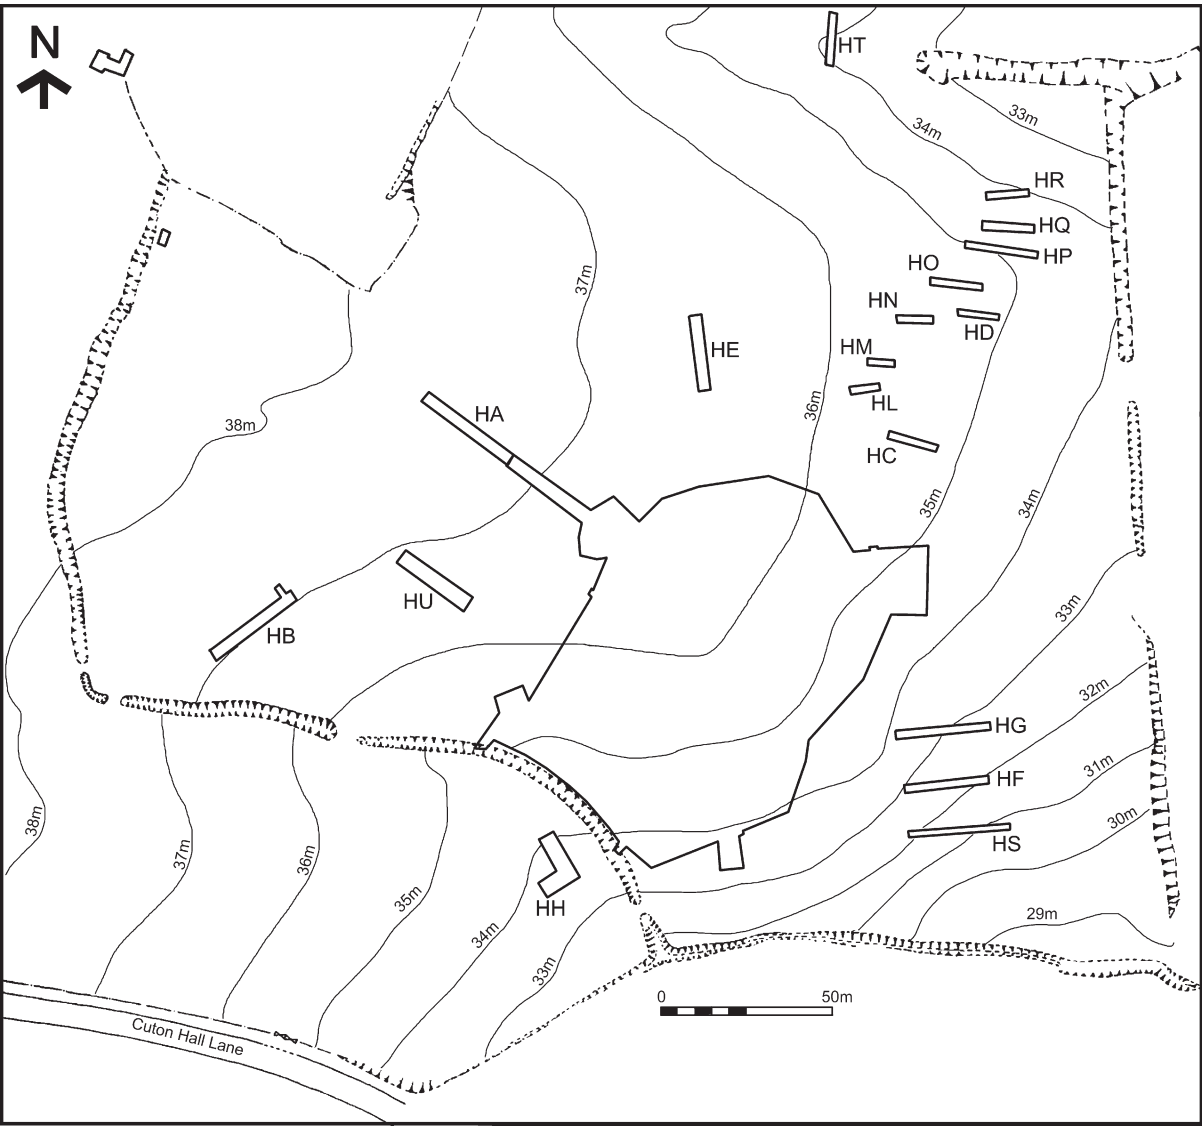 N
HT
33m
34m
HR
HQ
HP
HO
37m
HN
HD
HE
HM
HL
36m
HA
38m
HC
35m
34m
HU
33m
HB
32m
HG
31m
HF
38m
30m
HS
37m
36m
35m
HH
29m
34m
33m
0 50m
Cuton Hall Lane